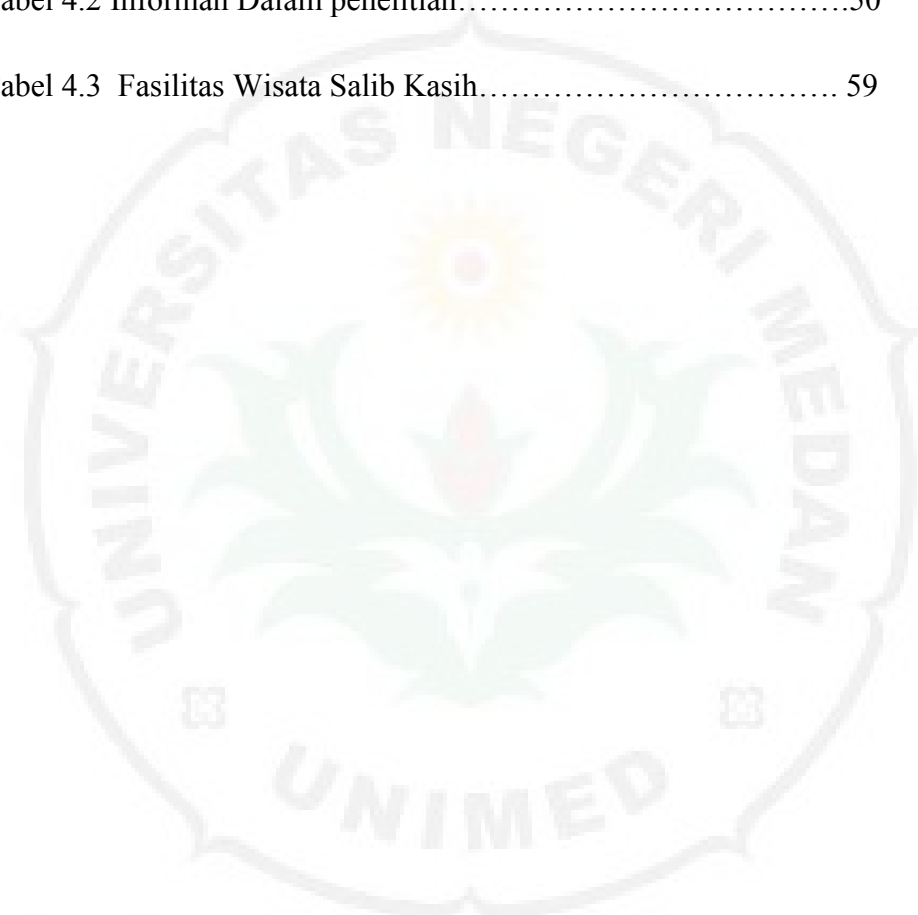 abel 4.2 Informan Dalam penelitian……………………………….50
abel 4.3 Fasilitas Wisata Salib Kasih…………………………… 59
UNIVERSITAS NEGERI MEDAN
UNIMED